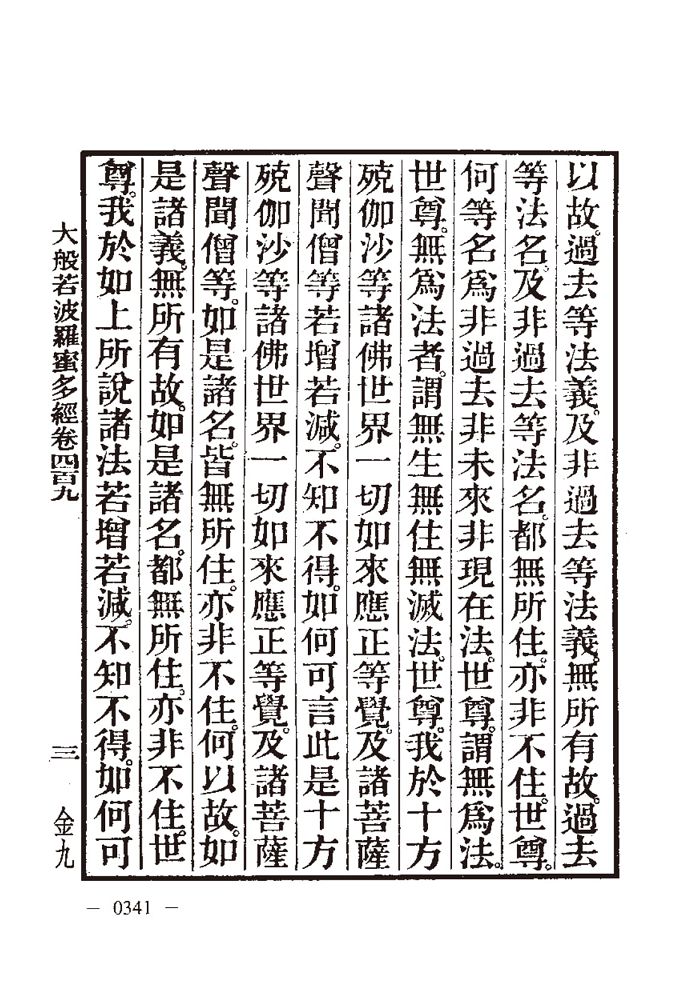 以故過去等法義及非過去等法義無所有故過去
等法名及非過去等法名都無所住亦非不住世尊
何等名爲非過去非未來非現在法世尊謂無爲法
世尊無爲法者謂無生無住無滅法世尊我於十方
殑伽沙等諸佛世界一切如來應正等覺及諸菩薩
聲聞僧等若增若減不知不得如何可言此是十方
殑伽沙等諸佛世界一切如來應正等覺及諸菩薩
聲聞僧等如是諸名皆無所住亦非不住何以故如
是諸義無所有故如是諸名都無所住亦非不住世
尊我於如上所說諸法若增若減不知不得如何可
大般若波羅蜜多經卷四百九
三
金九
— 0341 —